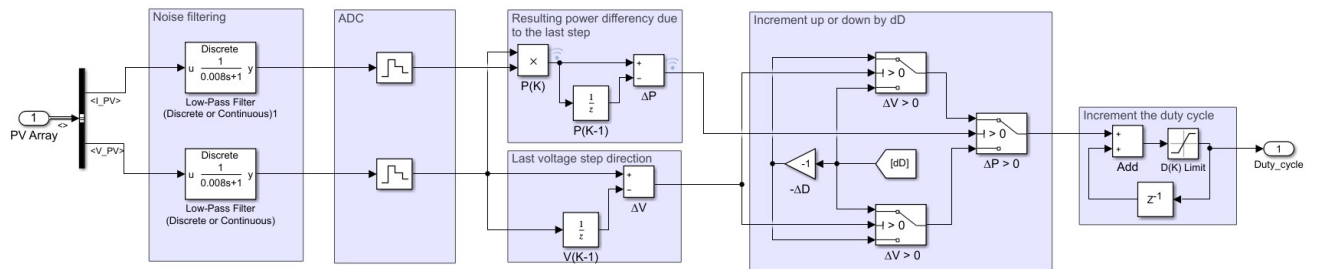 Noise filtering
Discrete
1
0.008s+1
u
y
Low-Pass Filter
(Discrete or Continuous)1
<I_PV>
1
<>
PV Array
<V_PV>
Discrete
1
0.008s+1
u
y
Low-Pass Filter
(Discrete or Continuous)
ADC
Resulting power differency due
to the last step
×
P(K)
1
z
P(K-1)
+
−
ΔP
Last voltage step direction
+
−
ΔV
1
z
V(K-1)
Increment up or down by dD
> 0
ΔV > 0
> 0
ΔP > 0
-1
-ΔD
[dD]
> 0
ΔV > 0
Increment the duty cycle
+
+
Add
D(K) Limit
z-1
1
Duty_cycle